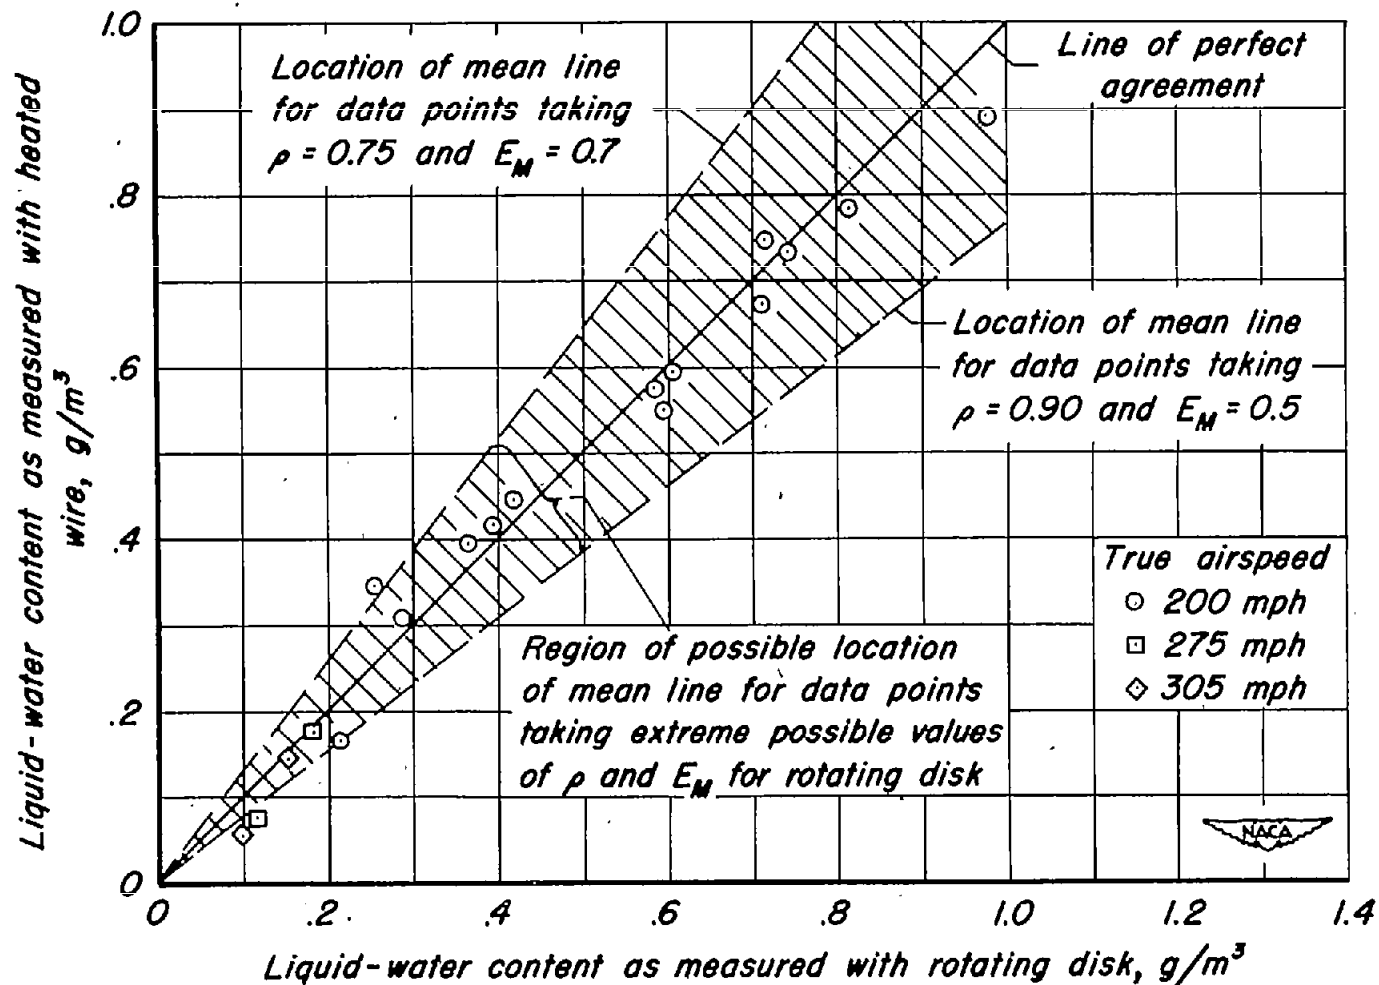 Liquid-water content as measured with heated
wire, g/m³
1.0
.8
.6
.4
.2
0
Location of mean line
for data points taking
ρ = 0.75 and E_M = 0.7
Line of perfect
agreement
Location of mean line
for data points taking
ρ = 0.90 and E_M = 0.5
True airspeed
200 mph
275 mph
305 mph
Region of possible location
of mean line for data points
taking extreme possible values
of ρ and E_M for rotating disk
NACA
0 .2 .4 .6 .8 1.0 1.2 1.4
Liquid-water content as measured with rotating disk, g/m³